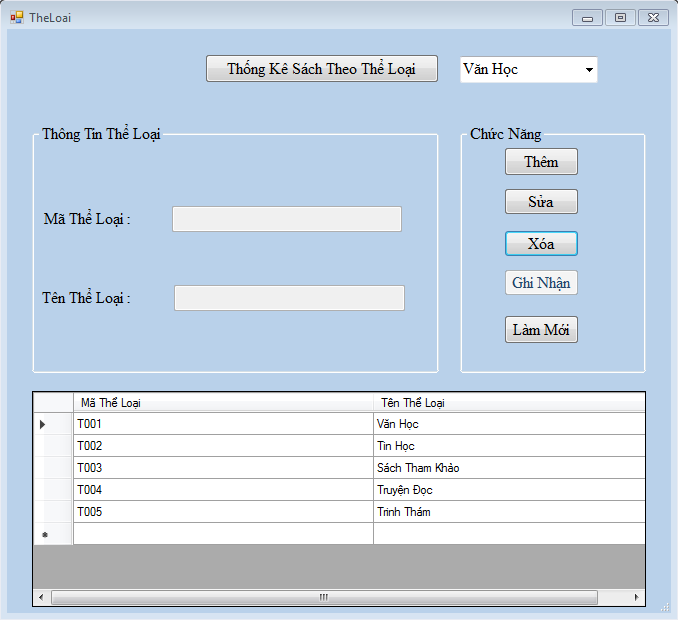 TheLoai
Thống Kê Sách Theo Thể Loại
Văn Học
Thông Tin Thể Loại
Mã Thể Loại :
Tên Thể Loại :
Chức Năng
Thêm
Sửa
Xóa
Ghi Nhận
Làm Mới
Mã Thể Loại Tên Thể Loại
T001 Văn Học
T002 Tin Học
T003 Sách Tham Khảo
T004 Truyện Đọc
T005 Trinh Thám